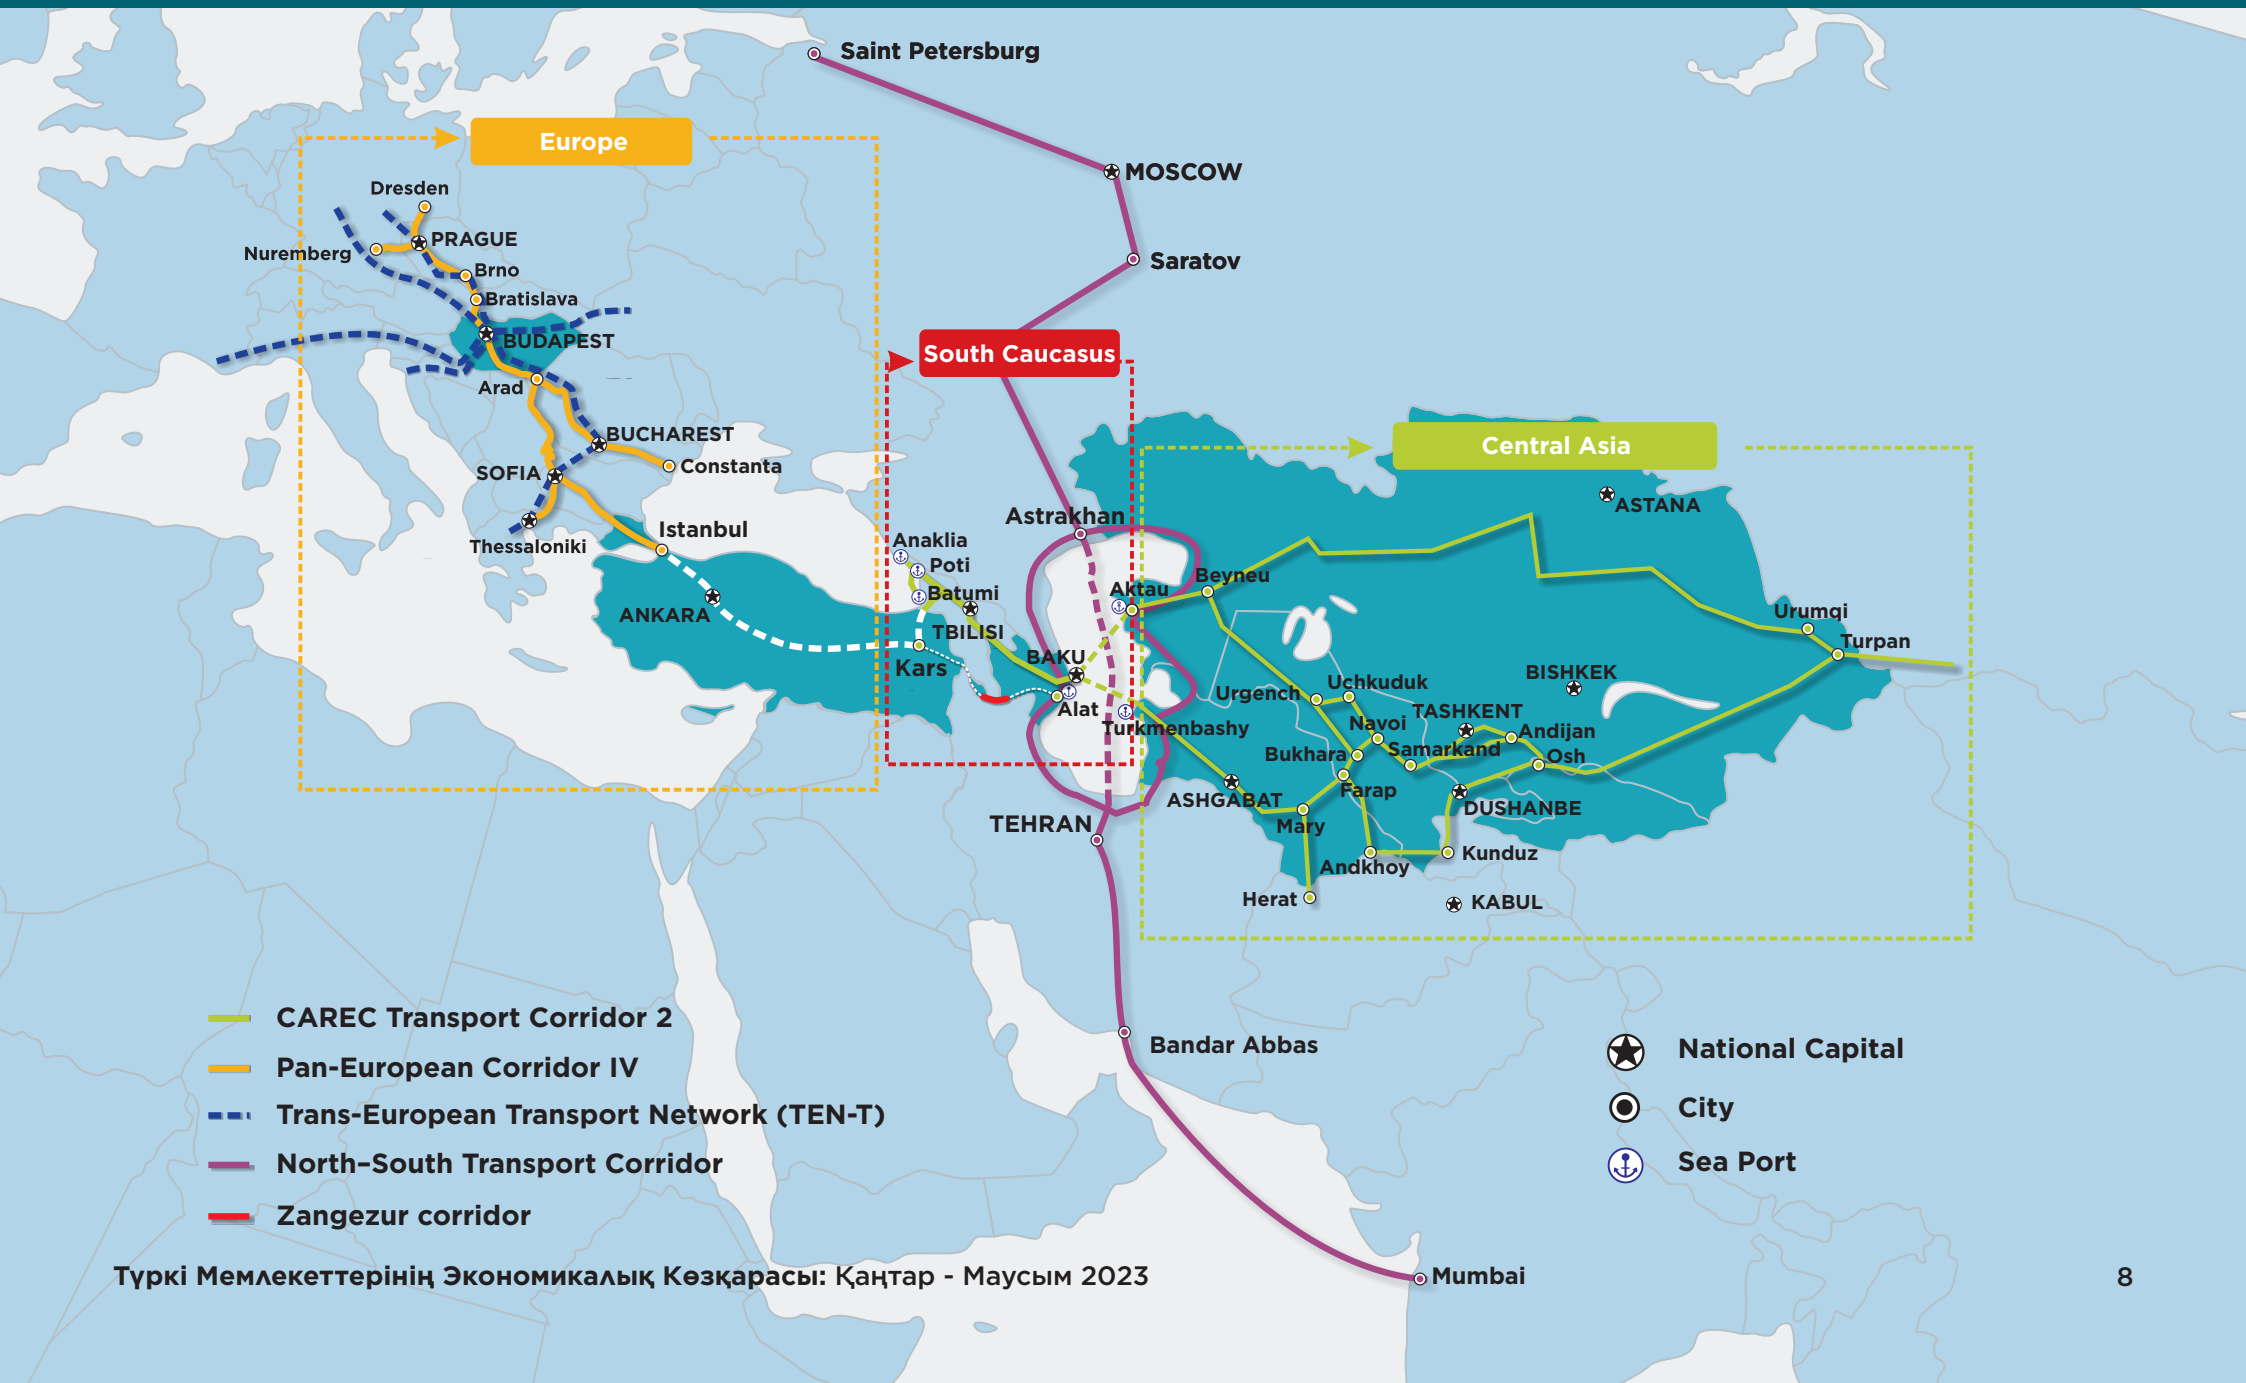 Saint Petersburg
Europe
MOSCOW
Dresden
PRAGUE
Nuremberg
Saratov
Brno
Bratislava
BUDAPEST
South Caucasus
Arad
BUCHAREST
Central Asia
SOFIA
Constanta
ASTANA
Astrakhan
Istanbul
Thessaloniki
Anaklia
Poti
Beyneu
Aktau
Batumi
ANKARA
Urumqi
TBILISI
Turpan
BAKU
Kars
BISHKEK
Uchkuduk
Urgench
Alat
TASHKENT
Navoi
Turkmenbashy
Andijan
Samarkand
Bukhara
Osh
Farap
ASHGABAT
DUSHANBE
TEHRAN
Mary
Kunduz
Andkhoy
Herat
KABUL
CAREC Transport Corridor 2
Bandar Abbas
National Capital
Pan-European Corridor IV
City
Trans-European Transport Network (TEN-T)
North–South Transport Corridor
Sea Port
Zangezur corridor
Mumbai
Түркі Мемлекеттерінің Экономикалық Көзқарасы: Қаңтар - Маусым 2023
8